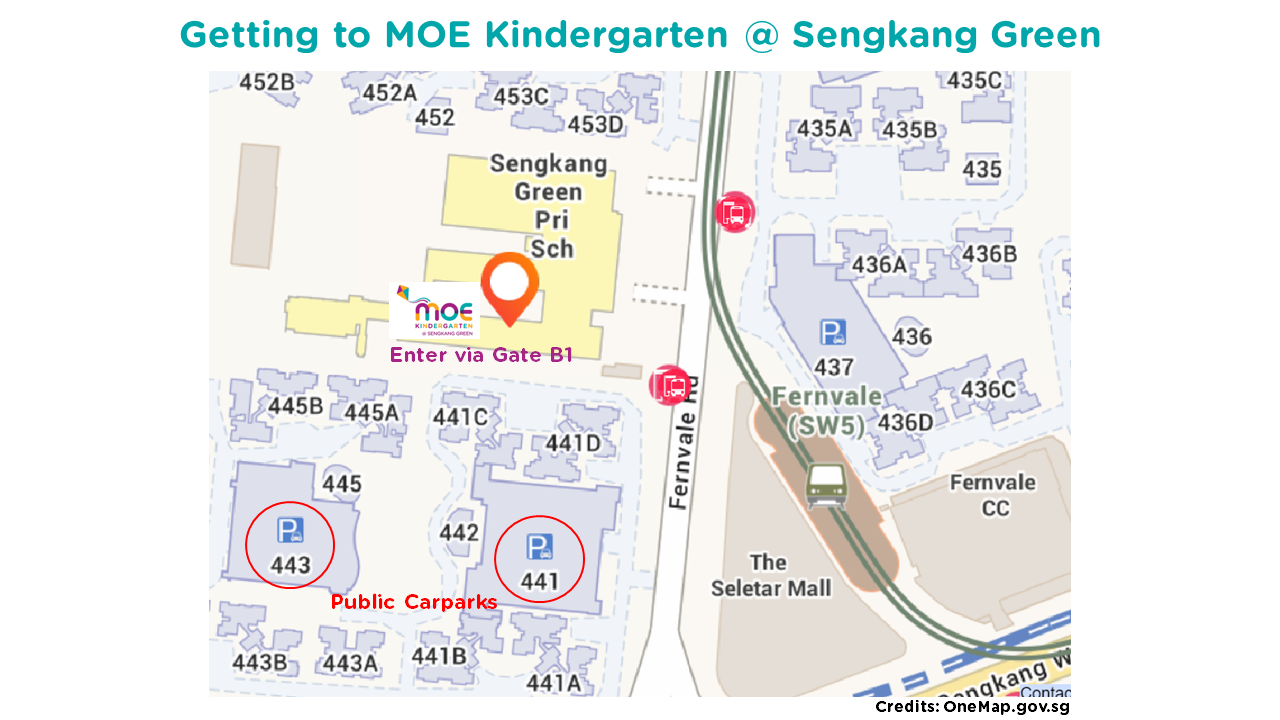 Getting to MOE Kindergarten @ Sengkang Green
452B
452A
452
453C
453D
435C
435A
435B
435
Sengkang
Green
Pri
Sch
436A
436B
moe
KINDERGARTEN
@ SENGKANG GREEN
Enter via Gate B1
P
437
436
436C
436D
Fernvale
(SW5)
Fernvale Rd
445B
445A
441C
441D
445
442
P
443
P
441
Public Carparks
Fernvale
CC
The
Seletar Mall
443B
443A
441B
441A
Sengkang W
Contac
Credits: OneMap.gov.sg